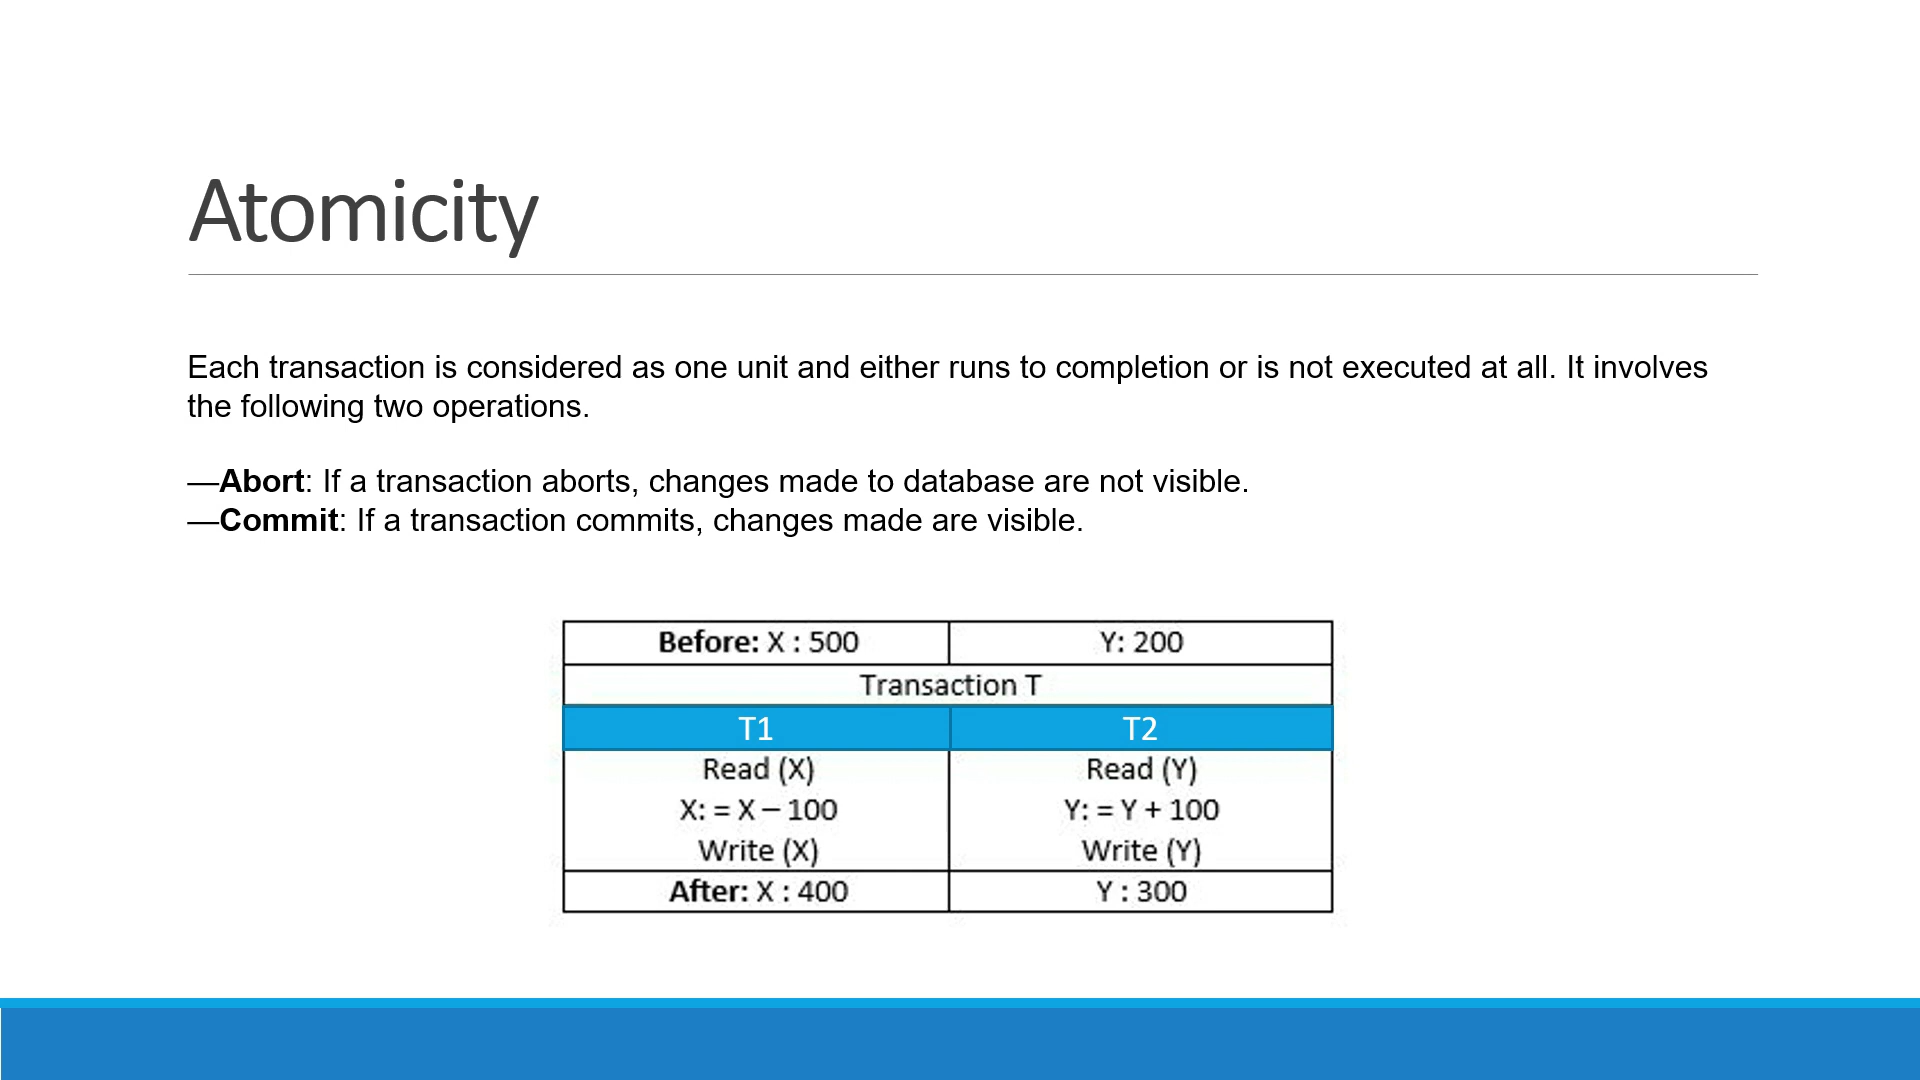 Atomicity
Each transaction is considered as one unit and either runs to completion or is not executed at all. It involves
the following two operations.
—Abort: If a transaction aborts, changes made to database are not visible.
—Commit: If a transaction commits, changes made are visible.
Before: X : 500 Y: 200
Transaction T
T1 T2
Read (X) Read (Y)
X: = X – 100 Y: = Y + 100
Write (X) Write (Y)
After: X : 400 Y : 300